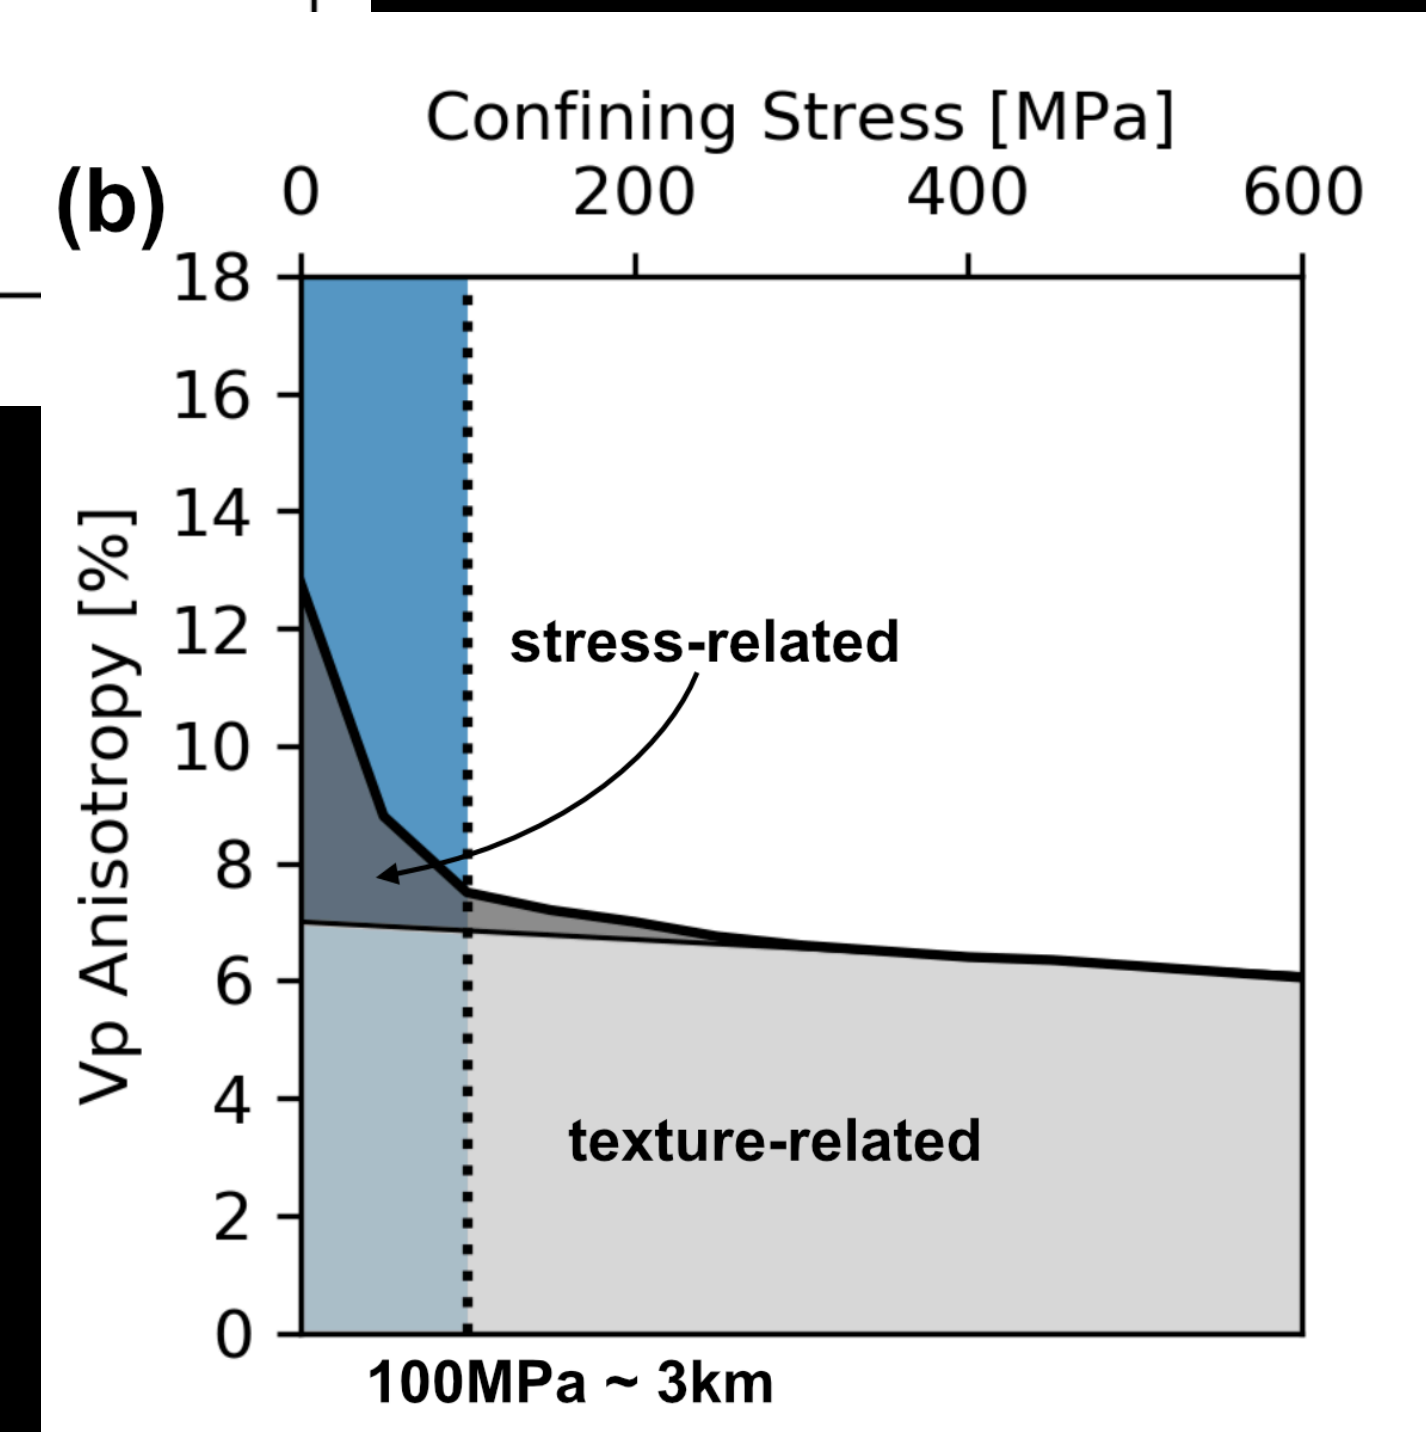 Confining Stress [MPa]
(b)
0 200 400 600
18
16
14
12
10
8
6
4
2
0
Vp Anisotropy [%]
stress-related
texture-related
100MPa ~ 3km